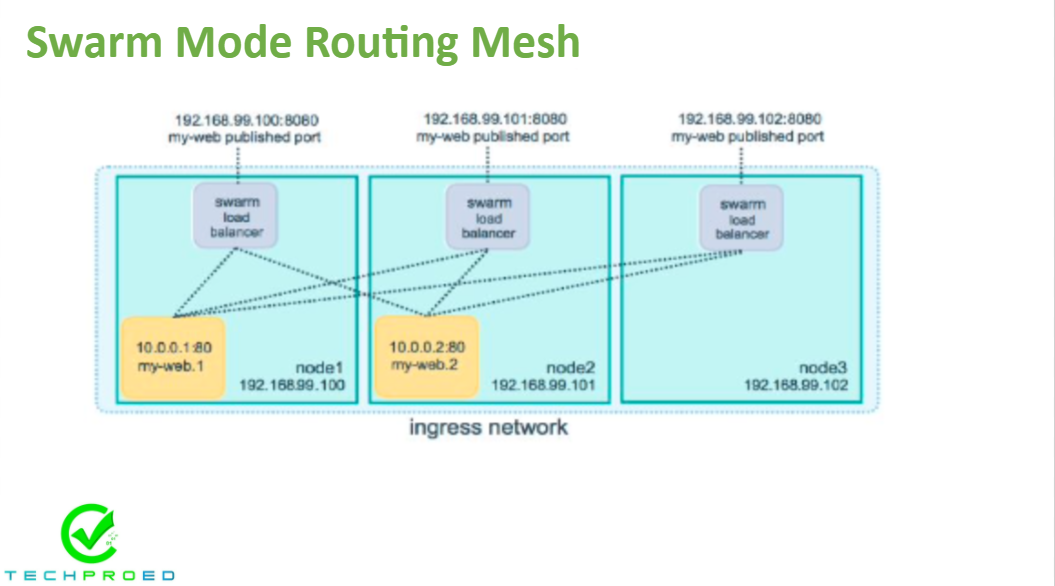 Swarm Mode Routing Mesh
192.168.99.100:8080
my-web published port
192.168.99.101:8080
my-web published port
192.168.99.102:8080
my-web published port
swarm
load
balancer
swarm
load
balancer
swarm
load
balancer
10.0.0.1:80
my-web.1
node1
192.168.99.100
10.0.0.2:80
my-web.2
node2
192.168.99.101
node3
192.168.99.102
ingress network
TECHPROED